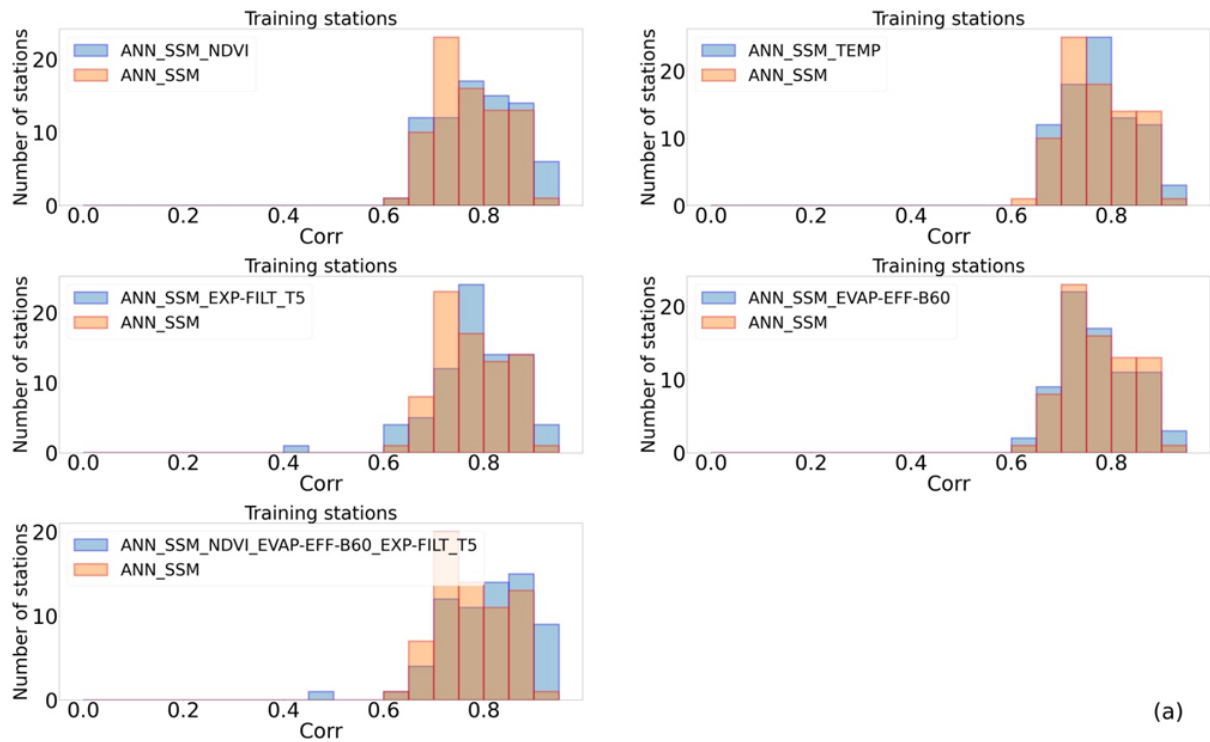 Training stations
Number of stations
20
10
0
ANN_SSM_NDVI
ANN_SSM
0.0 0.2 0.4 0.6 0.8
Corr
Training stations
Number of stations
20
10
0
ANN_SSM_TEMP
ANN_SSM
0.0 0.2 0.4 0.6 0.8
Corr
Training stations
Number of stations
20
10
0
ANN_SSM_EXP-FILT_T5
ANN_SSM
0.0 0.2 0.4 0.6 0.8
Corr
Training stations
Number of stations
20
10
0
ANN_SSM_EVAP-EFF-B60
ANN_SSM
0.0 0.2 0.4 0.6 0.8
Corr
Training stations
Number of stations
20
10
0
ANN_SSM_NDVI_EVAP-EFF-B60_EXP-FILT_T5
ANN_SSM
0.0 0.2 0.4 0.6 0.8
Corr
(a)